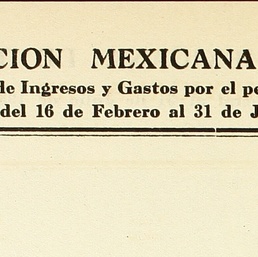 CION MEXICANA
de Ingresos y Gastos por el pe
del 16 de Febrero al 31 de J